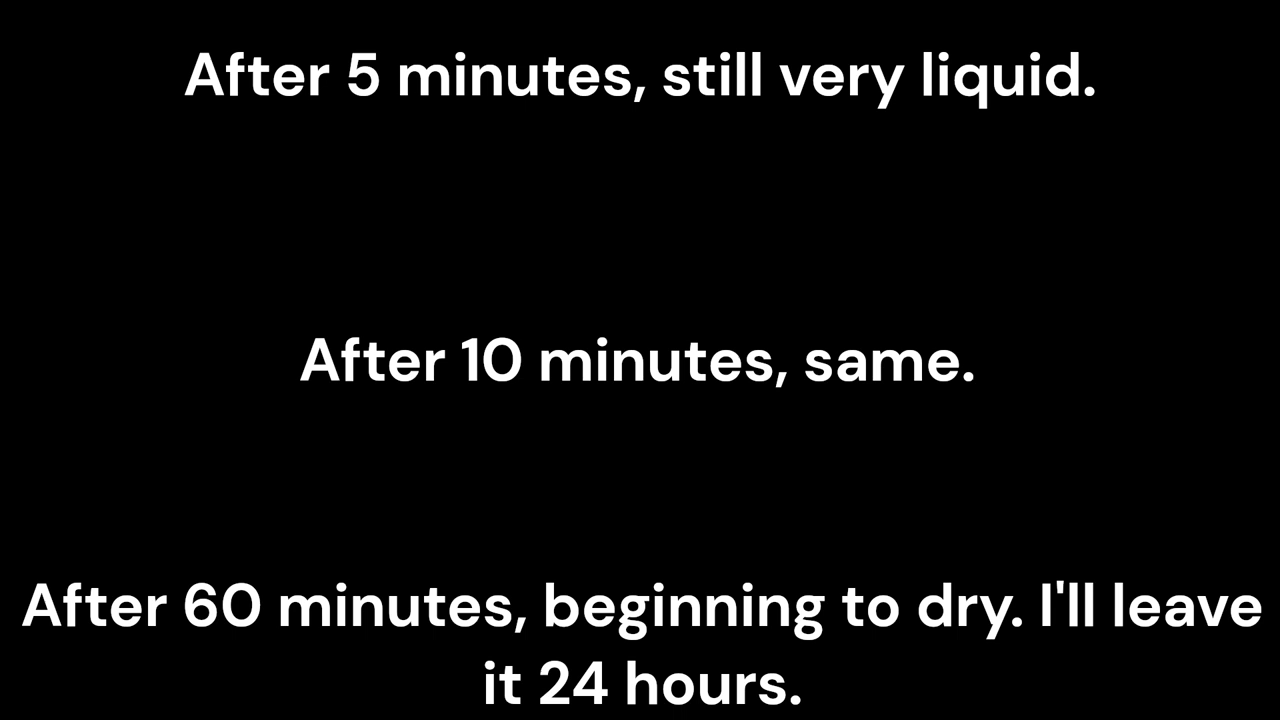 After 5 minutes, still very liquid.
After 10 minutes, same.
After 60 minutes, beginning to dry. I'll leave
it 24 hours.